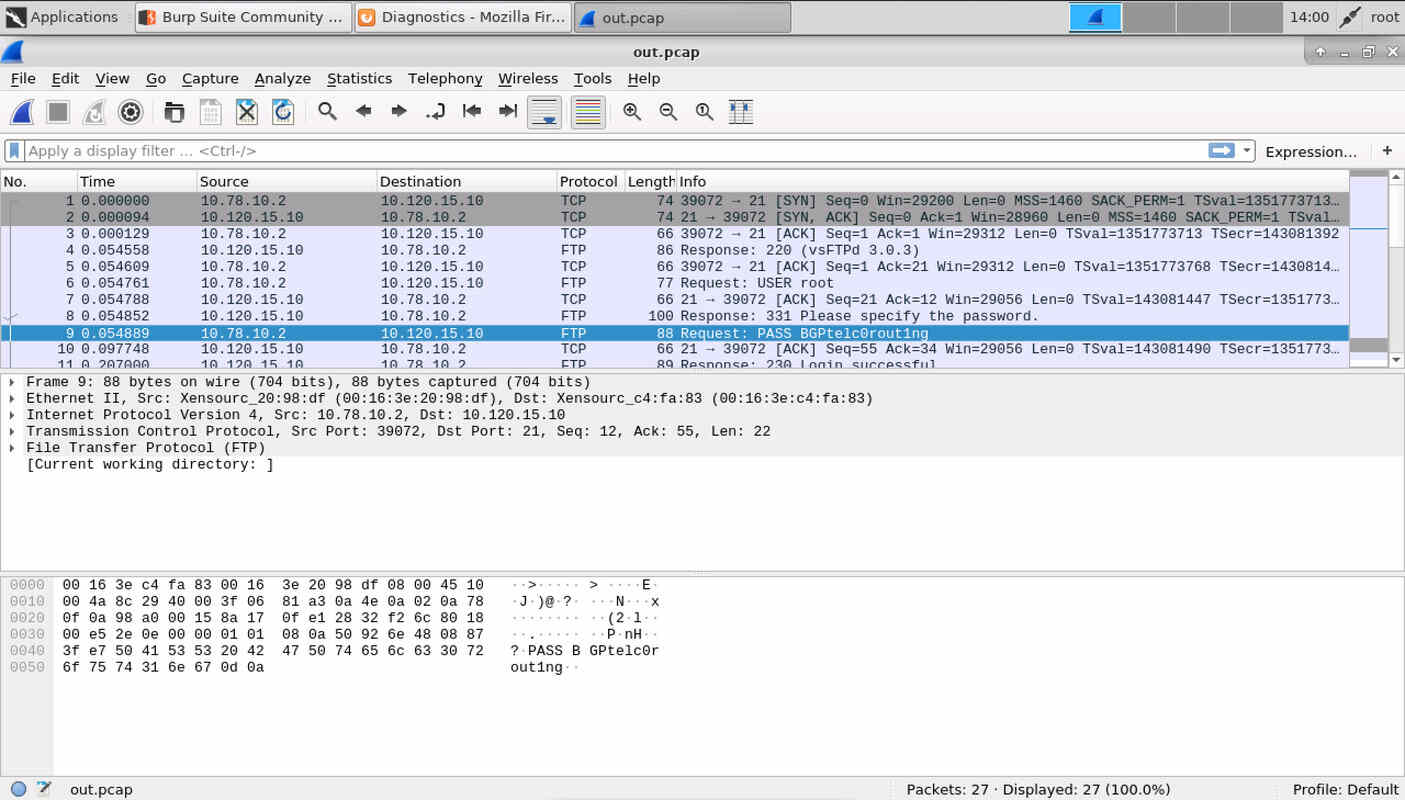 Applications Burp Suite Community ... Diagnostics - Mozilla Fir... out.pcap 14:00 root
out.pcap
File Edit View Go Capture Analyze Statistics Telephony Wireless Tools Help
Apply a display filter ... <Ctrl-/> Expression... +
No. Time Source Destination Protocol Length Info
1 0.000000 10.78.10.2 10.120.15.10 TCP 74 39072 → 21 [SYN] Seq=0 Win=29200 Len=0 MSS=1460 SACK_PERM=1 TSval=1351773713…
2 0.000094 10.120.15.10 10.78.10.2 TCP 74 21 → 39072 [SYN, ACK] Seq=0 Ack=1 Win=28960 Len=0 MSS=1460 SACK_PERM=1 TSval…
3 0.000129 10.78.10.2 10.120.15.10 TCP 66 39072 → 21 [ACK] Seq=1 Ack=1 Win=29312 Len=0 TSval=1351773713 TSecr=143081392
4 0.054558 10.120.15.10 10.78.10.2 FTP 86 Response: 220 (vsFTPd 3.0.3)
5 0.054609 10.78.10.2 10.120.15.10 TCP 66 39072 → 21 [ACK] Seq=1 Ack=21 Win=29312 Len=0 TSval=1351773768 TSecr=1430814…
6 0.054761 10.78.10.2 10.120.15.10 FTP 77 Request: USER root
7 0.054788 10.120.15.10 10.78.10.2 TCP 66 21 → 39072 [ACK] Seq=21 Ack=12 Win=29056 Len=0 TSval=143081447 TSecr=1351773…
8 0.054852 10.120.15.10 10.78.10.2 FTP 100 Response: 331 Please specify the password.
9 0.054889 10.78.10.2 10.120.15.10 FTP 88 Request: PASS BGPtelc0rout1ng
10 0.097748 10.120.15.10 10.78.10.2 TCP 66 21 → 39072 [ACK] Seq=55 Ack=34 Win=29056 Len=0 TSval=143081490 TSecr=1351773…
11 0.207000 10.120.15.10 10.78.10.2 FTP 89 Response: 230 Login successful.
Frame 9: 88 bytes on wire (704 bits), 88 bytes captured (704 bits)
Ethernet II, Src: Xensourc_20:98:df (00:16:3e:20:98:df), Dst: Xensourc_c4:fa:83 (00:16:3e:c4:fa:83)
Internet Protocol Version 4, Src: 10.78.10.2, Dst: 10.120.15.10
Transmission Control Protocol, Src Port: 39072, Dst Port: 21, Seq: 12, Ack: 55, Len: 22
File Transfer Protocol (FTP)
[Current working directory: ]
0000 00 16 3e c4 fa 83 00 16 3e 20 98 df 08 00 45 10 ··>····· > ····E·
0010 00 4a 8c 29 40 00 3f 06 81 a3 0a 4e 0a 02 0a 78 ·J·)@·?· ···N···x
0020 0f 0a 98 a0 00 15 8a 17 0f e1 28 32 f2 6c 80 18 ········ ··(2·l··
0030 00 e5 2e 0e 00 00 01 01 08 0a 50 92 6e 48 08 87 ··.····· ··P·nH··
0040 3f e7 50 41 53 53 20 42 47 50 74 65 6c 63 30 72 ?·PASS B GPtelc0r
0050 6f 75 74 31 6e 67 0d 0a out1ng··
out.pcap Packets: 27 · Displayed: 27 (100.0%) Profile: Default